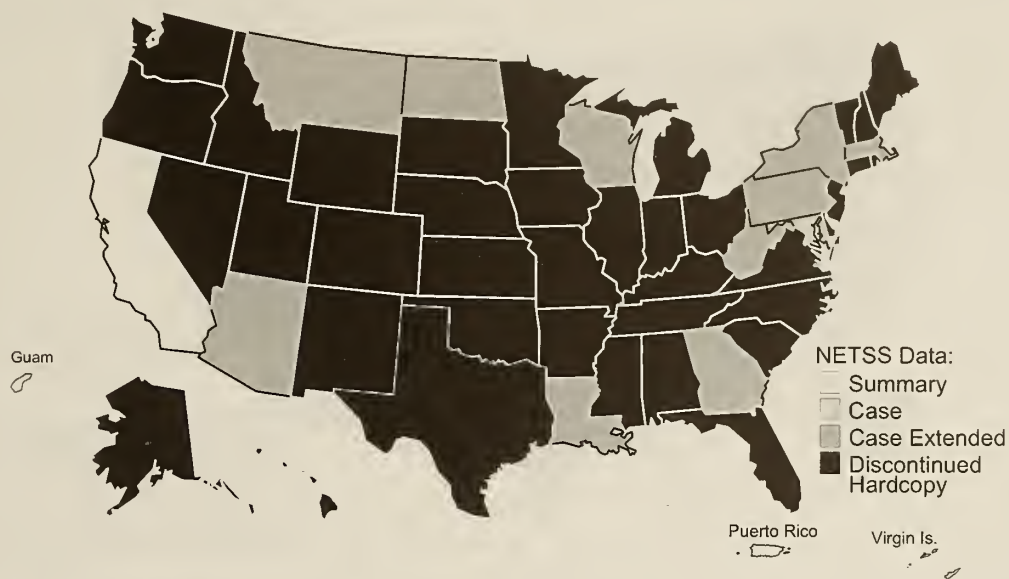 Guam
NETSS Data:
Summary
Case
Case Extended
Discontinued
Hardcopy
Puerto Rico
Virgin Is.